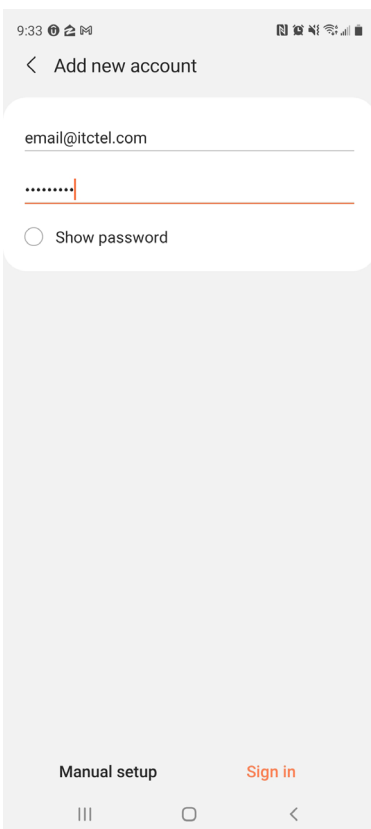 9:33
Add new account
email@itctel.com
•••••••••
Show password
Manual setup
Sign in